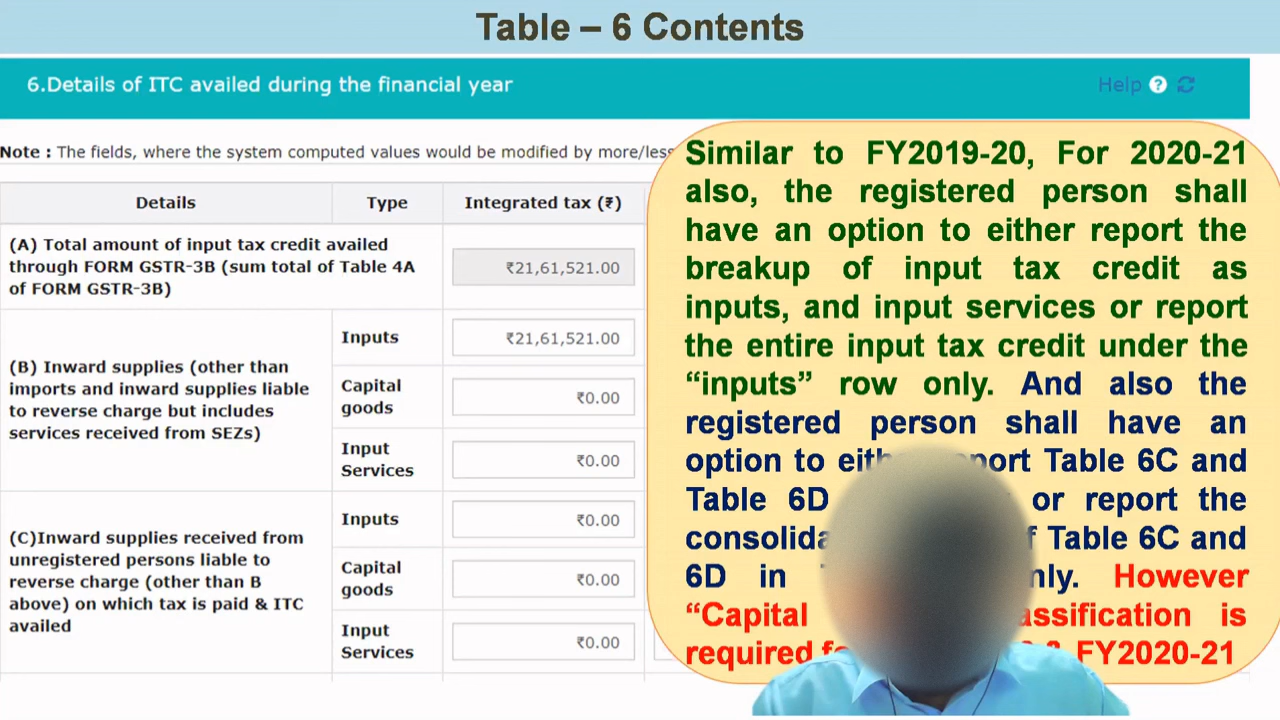 Table – 6 Contents
6.Details of ITC availed during the financial year
Help ?
Note : The fields, where the system computed values would be modified by more/less
Details Type Integrated tax (₹)
(A) Total amount of input tax credit availed
through FORM GSTR-3B (sum total of Table 4A
of FORM GSTR-3B)
₹21,61,521.00
(B) Inward supplies (other than
imports and inward supplies liable
to reverse charge but includes
services received from SEZs)
Inputs
₹21,61,521.00
Capital
goods
₹0.00
Input
Services
₹0.00
(C)Inward supplies received from
unregistered persons liable to
reverse charge (other than B
above) on which tax is paid & ITC
availed
Inputs
₹0.00
Capital
goods
₹0.00
Input
Services
₹0.00
Similar to FY2019-20, For 2020-21
also, the registered person shall
have an option to either report the
breakup of input tax credit as
inputs, and input services or report
the entire input tax credit under the
“inputs” row only. And also the
registered person shall have an
option to Table 6C and
Table 6D or report the
Table 6C and
6D in
However
“Capital is
required FY2020-21